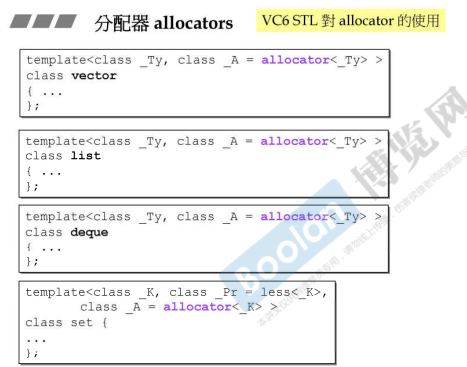 分配器 allocators
VC6 STL 對 allocator 的使用
template<class _Ty, class _A = allocator<_Ty> >
class vector
{ ...
};
template<class _Ty, class _A = allocator<_Ty> >
class list
{ ...
};
template<class _Ty, class _A = allocator<_Ty> >
class deque
{ ...
};
template<class _K, class _Pr = less<_K>,
class _A = allocator<_K> >
class set {
...
};
Boolan 博览网